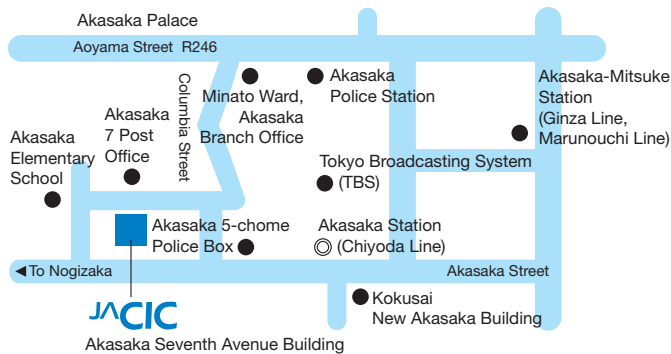 Akasaka Palace
Aoyama Street R246
Columbia Street
Minato Ward,
Akasaka
Branch Office
Akasaka
Police Station
Akasaka-Mitsuke
Station
(Ginza Line,
Marunouchi Line)
Akasaka
7 Post
Office
Akasaka
Elementary
School
Tokyo Broadcasting System
(TBS)
Akasaka 5-chome
Police Box
Akasaka Station
(Chiyoda Line)
◀To Nogizaka
Akasaka Street
JACIC
Akasaka Seventh Avenue Building
Kokusai
New Akasaka Building